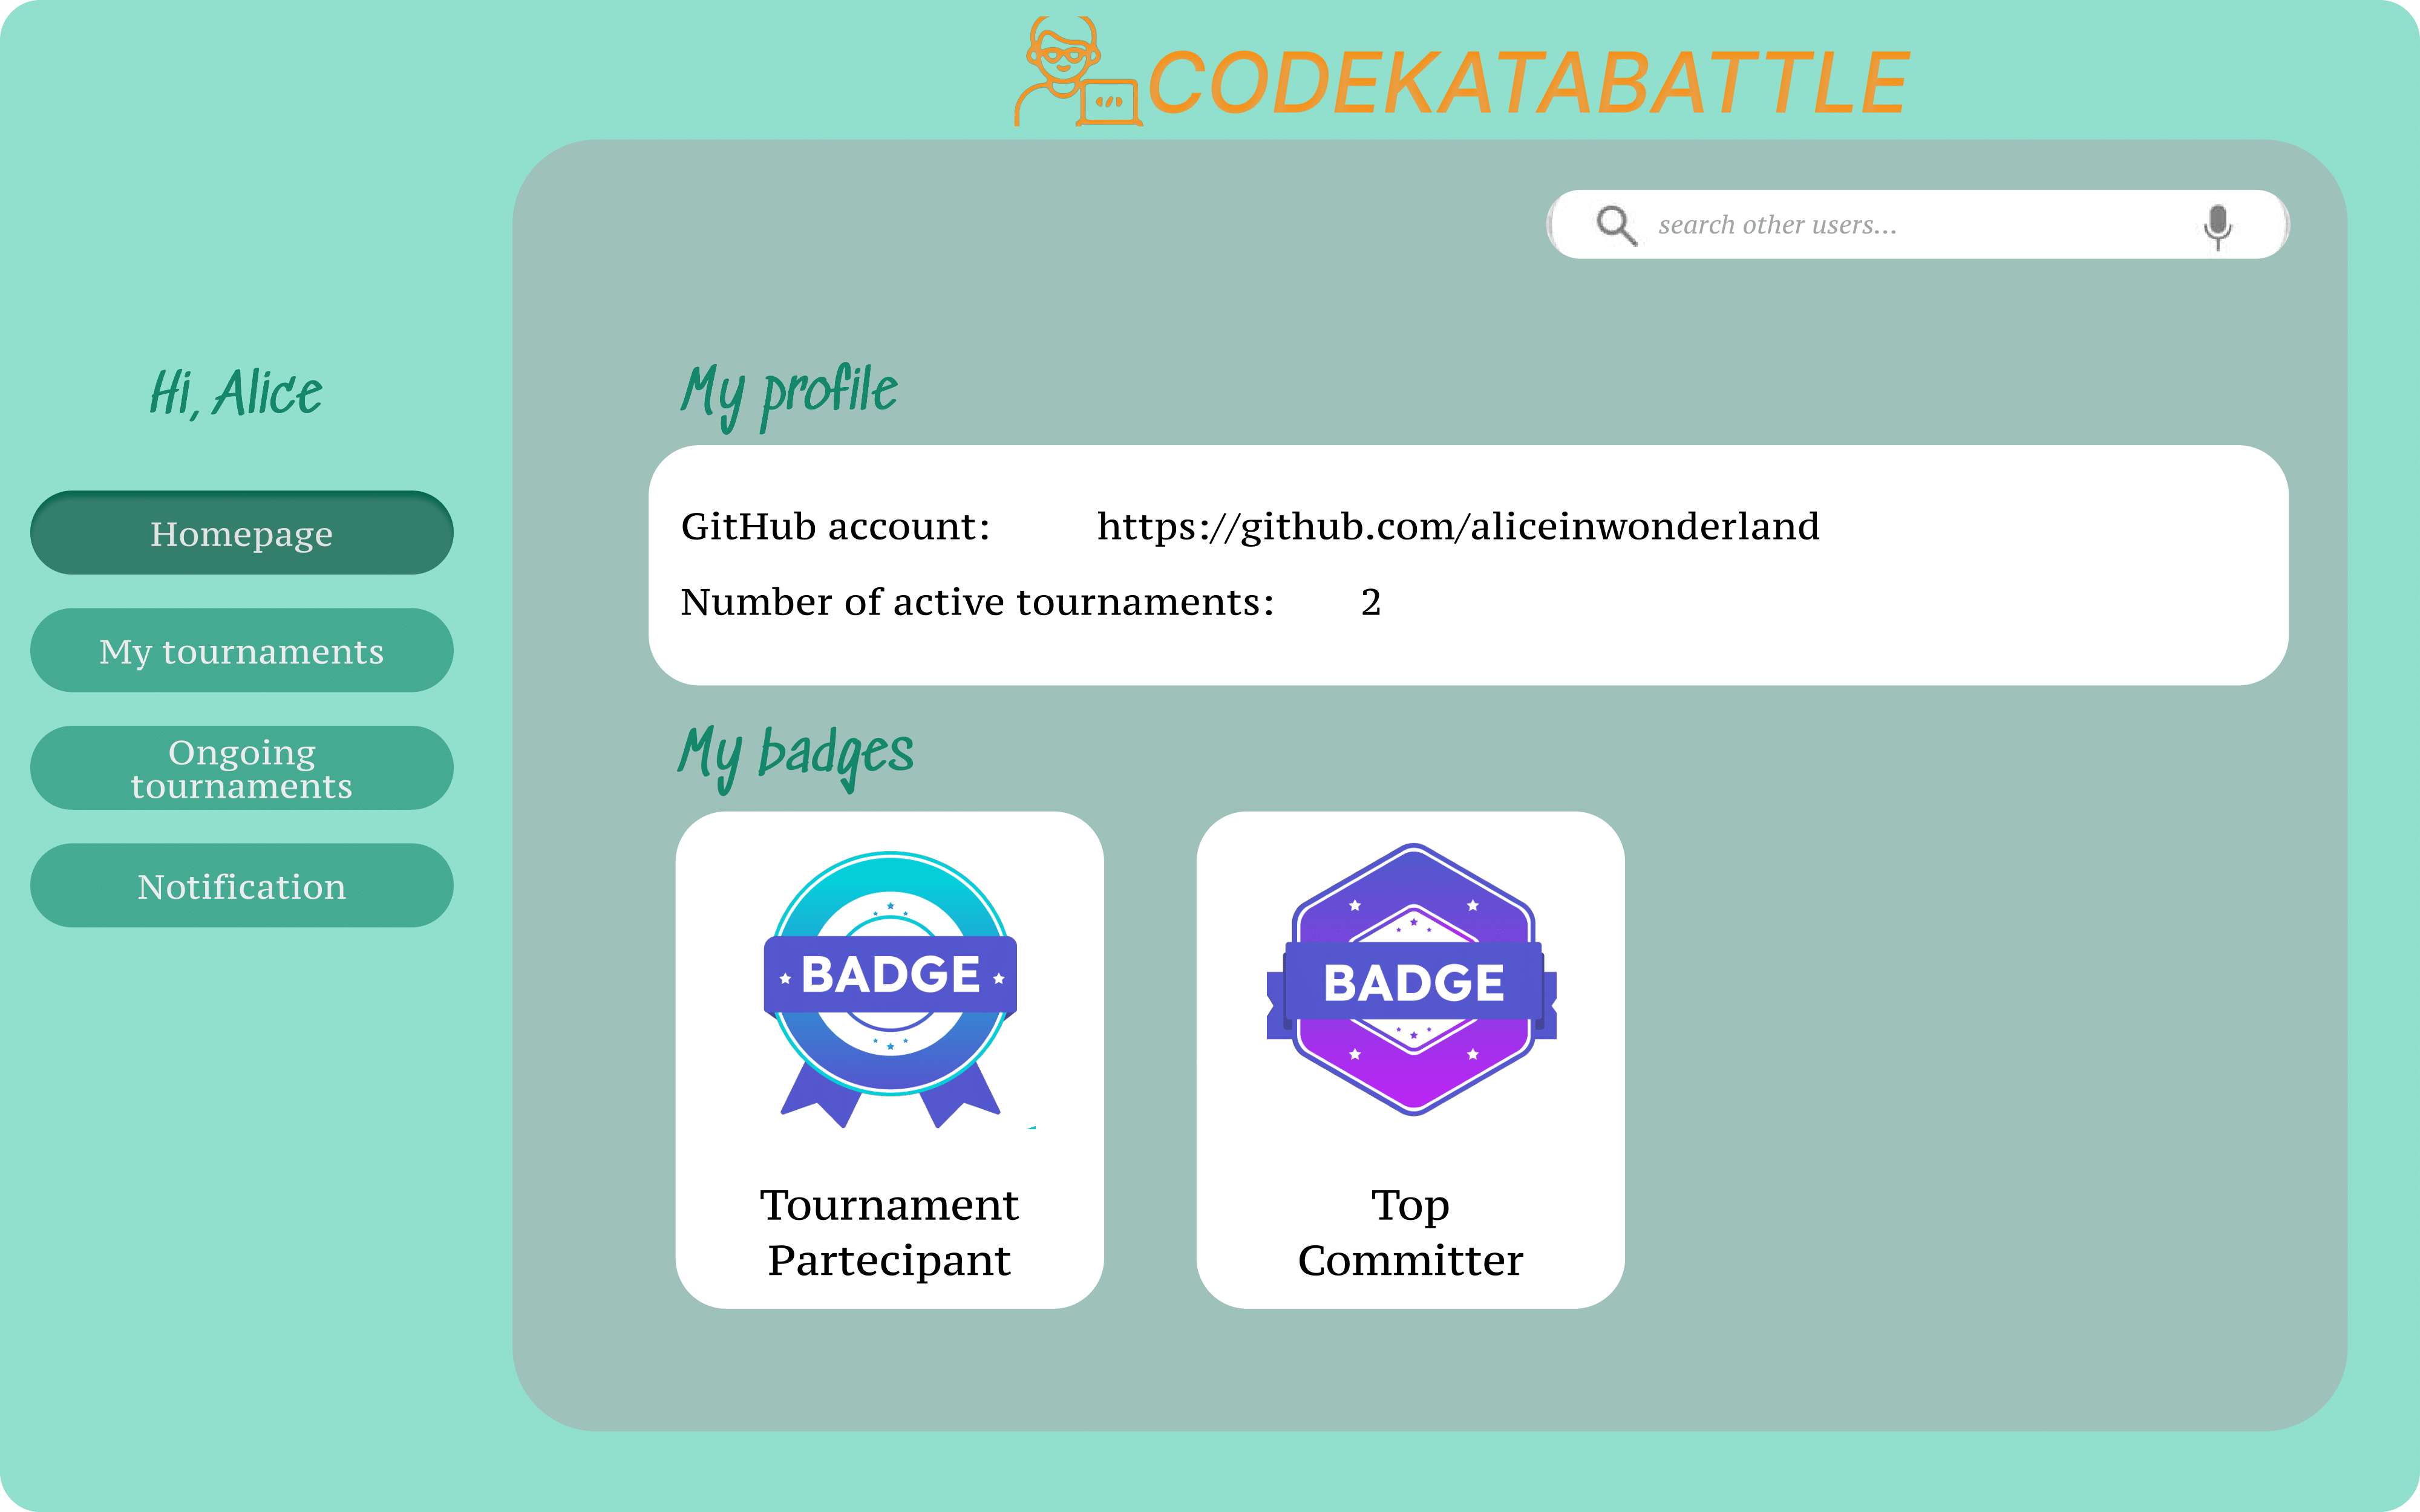 CODEKATABATTLE
search other users...
Hi, Alice
Homepage
My tournaments
Ongoing
tournaments
Notification
My profile
GitHub account: https://github.com/aliceinwonderland
Number of active tournaments: 2
My badges
BADGE
Tournament
Partecipant
BADGE
Top
Committer